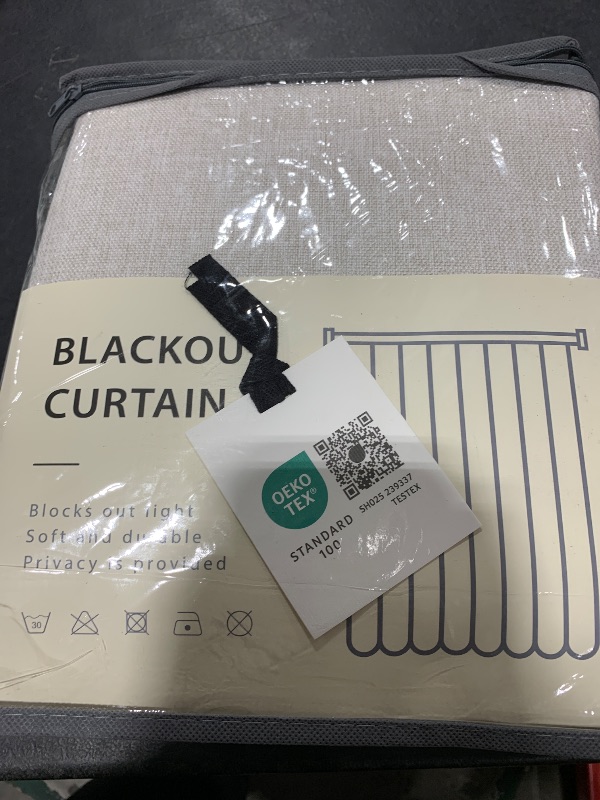 BLACKOU
CURTAIN
Blocks out light
Soft and durable
Privacy is provided
30
OEKO
TEX®
STANDARD
100
SH025 239337
TESTEX